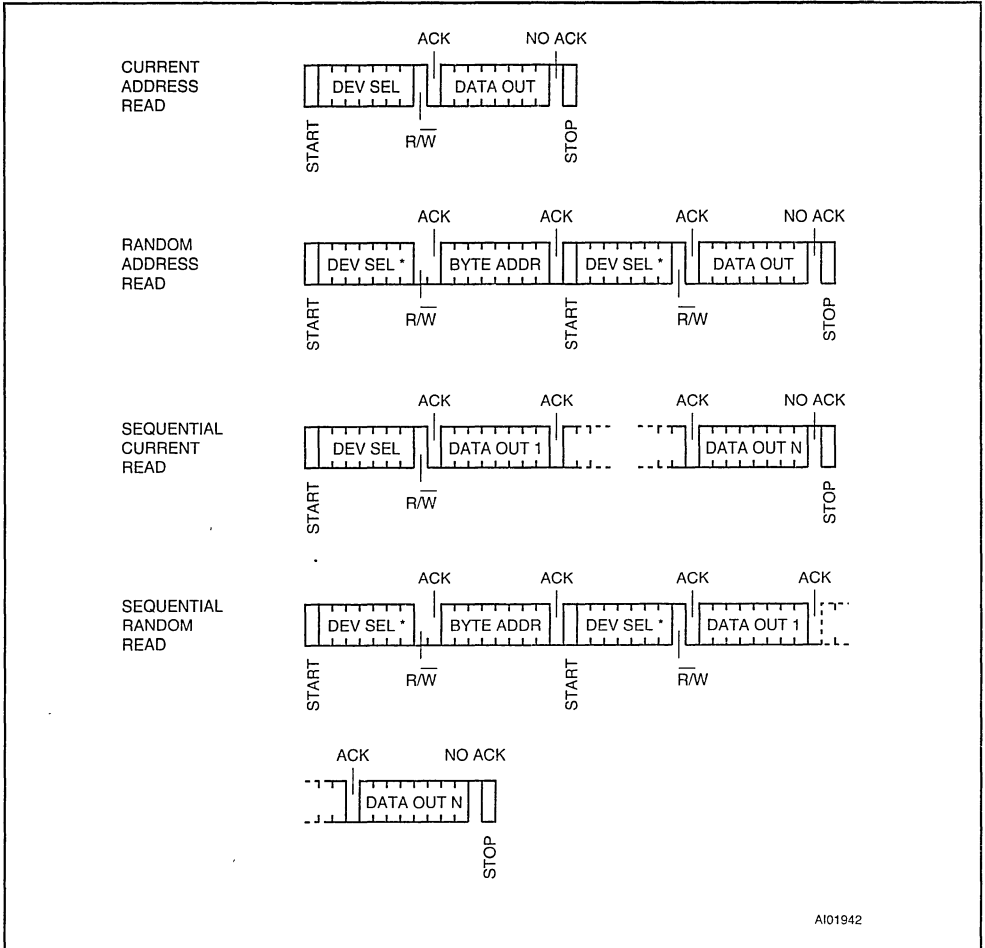 ACK NO ACK
CURRENT
ADDRESS
READ
DEV SEL DATA OUT
START R/W̅ STOP
ACK ACK ACK NO ACK
RANDOM
ADDRESS
READ
DEV SEL * BYTE ADDR DEV SEL * DATA OUT
START R/W̅ START R̅/W STOP
ACK ACK ACK NO ACK
SEQUENTIAL
CURRENT
READ
DEV SEL DATA OUT 1 DATA OUT N
START R/W̅ STOP
ACK ACK ACK ACK
SEQUENTIAL
RANDOM
READ
DEV SEL * BYTE ADDR DEV SEL * DATA OUT 1
START R/W̅ START R̅/W
ACK NO ACK
DATA OUT N
STOP
AI01942